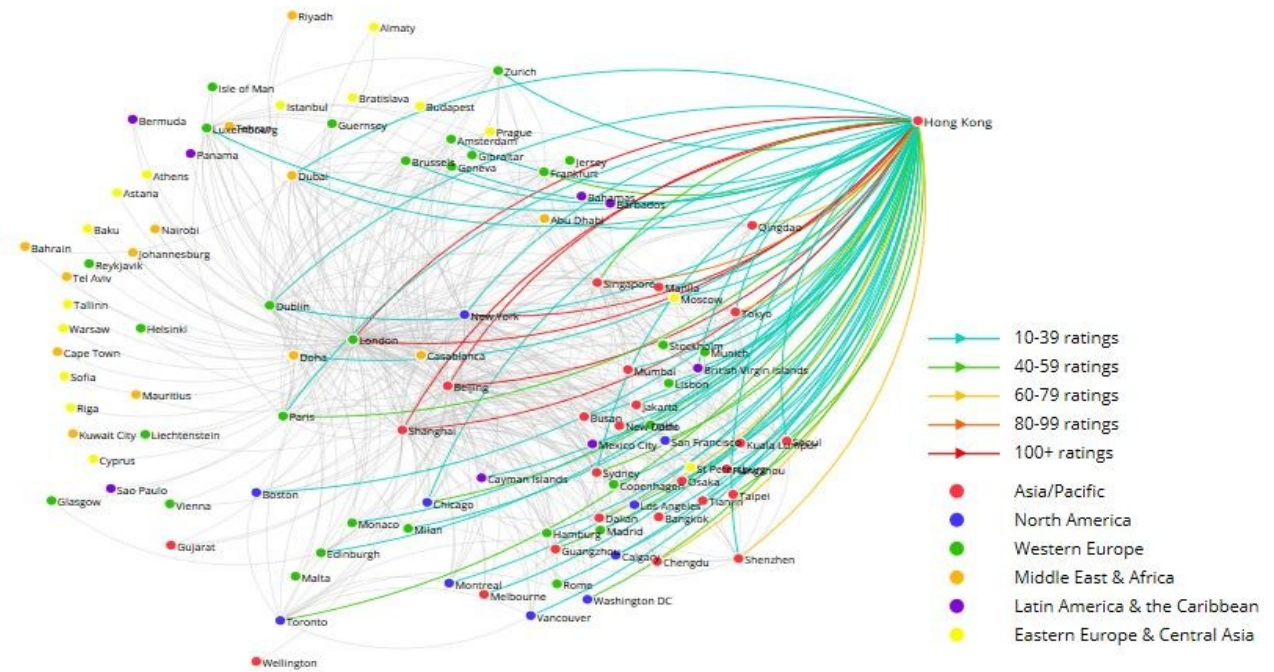 Riyadh
Almaty
Zurich
Isle of Man
Istanbul
Bratislava
Budapest
Bermuda
Luxembourg
Tehran
Guernsey
Prague
Hong Kong
Amsterdam
Panama
Brussels
Gibraltar
Geneva
Jersey
Frankfurt
Athens
Dubai
Astana
Bahamas
Barbados
Abu Dhabi
Qingdao
Baku
Nairobi
Bahrain
Johannesburg
Reykjavik
Tel Aviv
Singapore
Manila
Moscow
Tallinn
Dublin
New York
Tokyo
Warsaw
Helsinki
London
10-39 ratings
Cape Town
Doha
Casablanca
Stockholm
Munich
40-59 ratings
Sofia
Mumbai
British Virgin Islands
Beijing
Lisbon
60-79 ratings
Mauritius
Riga
Paris
Jakarta
Busan
New Delhi
80-99 ratings
Kuwait City
Liechtenstein
Shanghai
Mexico City
San Francisco
Kuala Lumpur
Seoul
100+ ratings
Cyprus
St Petersburg
Hangzhou
Sydney
Cayman Islands
Copenhagen
Osaka
Asia/Pacific
Sao Paulo
Boston
Glasgow
Vienna
Chicago
Los Angeles
Tianjin
Taipei
North America
Monaco
Milan
Dalian
Bangkok
Hamburg
Madrid
Gujarat
Edinburgh
Guangzhou
Calgary
Chengdu
Shenzhen
Western Europe
Malta
Montreal
Rome
Middle East & Africa
Melbourne
Washington DC
Latin America & the Caribbean
Toronto
Vancouver
Eastern Europe & Central Asia
Wellington